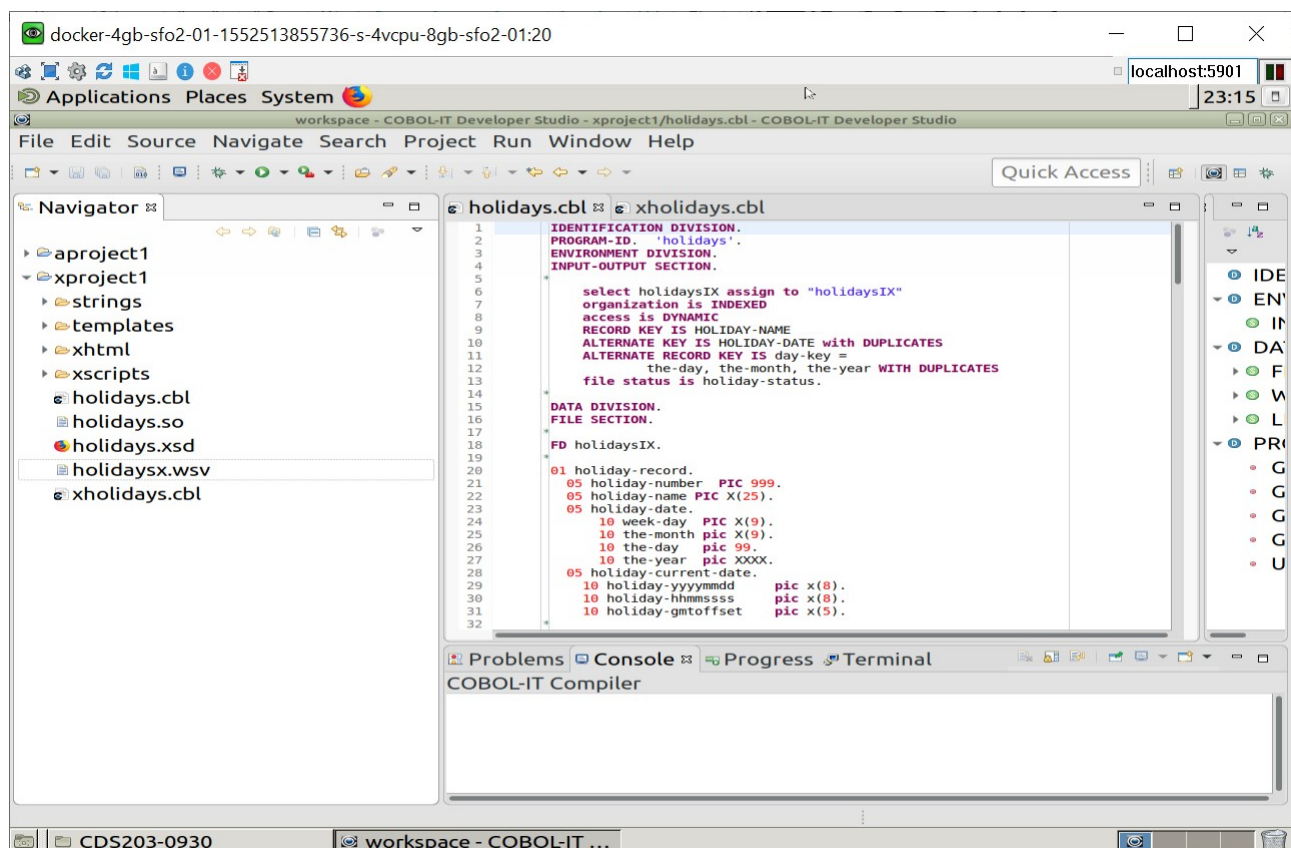 docker-4gb-sfo2-01-1552513855736-s-4vcpu-8gb-sfo2-01:20
localhost:5901
Applications Places System 23:15
workspace - COBOL-IT Developer Studio - xproject1/holidays.cbl - COBOL-IT Developer Studio
File Edit Source Navigate Search Project Run Window Help
Quick Access
Navigator
aproject1
xproject1
strings
templates
xhtml
xscripts
holidays.cbl
holidays.so
holidays.xsd
holidaysx.wsv
xholidays.cbl
holidays.cbl xholidays.cbl
1 IDENTIFICATION DIVISION.
2 PROGRAM-ID. 'holidays'.
3 ENVIRONMENT DIVISION.
4 INPUT-OUTPUT SECTION.
5 *
6 select holidaysIX assign to "holidaysIX"
7 organization is INDEXED
8 access is DYNAMIC
9 RECORD KEY IS HOLIDAY-NAME
10 ALTERNATE KEY IS HOLIDAY-DATE with DUPLICATES
11 ALTERNATE RECORD KEY IS day-key =
12 the-day, the-month, the-year WITH DUPLICATES
13 file status is holiday-status.
14 *
15 DATA DIVISION.
16 FILE SECTION.
17 *
18 FD holidaysIX.
19 *
20 01 holiday-record.
21 05 holiday-number PIC 999.
22 05 holiday-name PIC X(25).
23 05 holiday-date.
24 10 week-day PIC X(9).
25 10 the-month pic X(9).
26 10 the-day pic 99.
27 10 the-year pic XXXX.
28 05 holiday-current-date.
29 10 holiday-yyyymmdd pic x(8).
30 10 holiday-hhmmssss pic x(8).
31 10 holiday-gmtoffset pic x(5).
32 *
IDE
EN
IN
DA
F
W
L
PR
G
G
G
G
U
Problems Console Progress Terminal
COBOL-IT Compiler
CDS203-0930 workspace - COBOL-IT ...